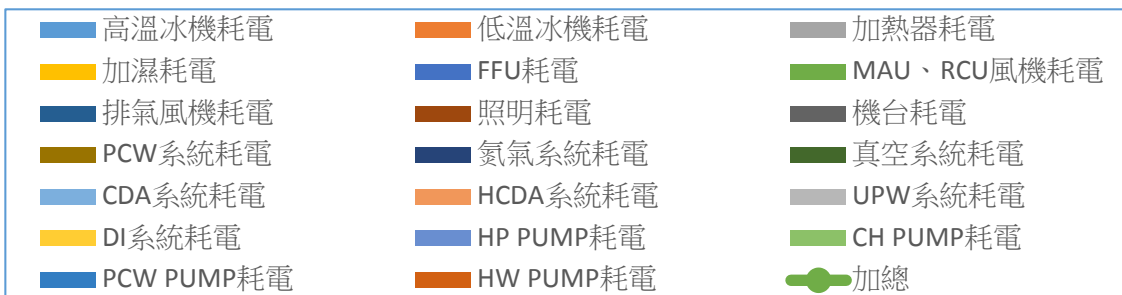 高溫冰機耗電 低溫冰機耗電 加熱器耗電
加濕耗電 FFU耗電 MAU、RCU風機耗電
排氣風機耗電 照明耗電 機台耗電
PCW系統耗電 氮氣系統耗電 真空系統耗電
CDA系統耗電 HCDA系統耗電 UPW系統耗電
DI系統耗電 HP PUMP耗電 CH PUMP耗電
PCW PUMP耗電 HW PUMP耗電 加總